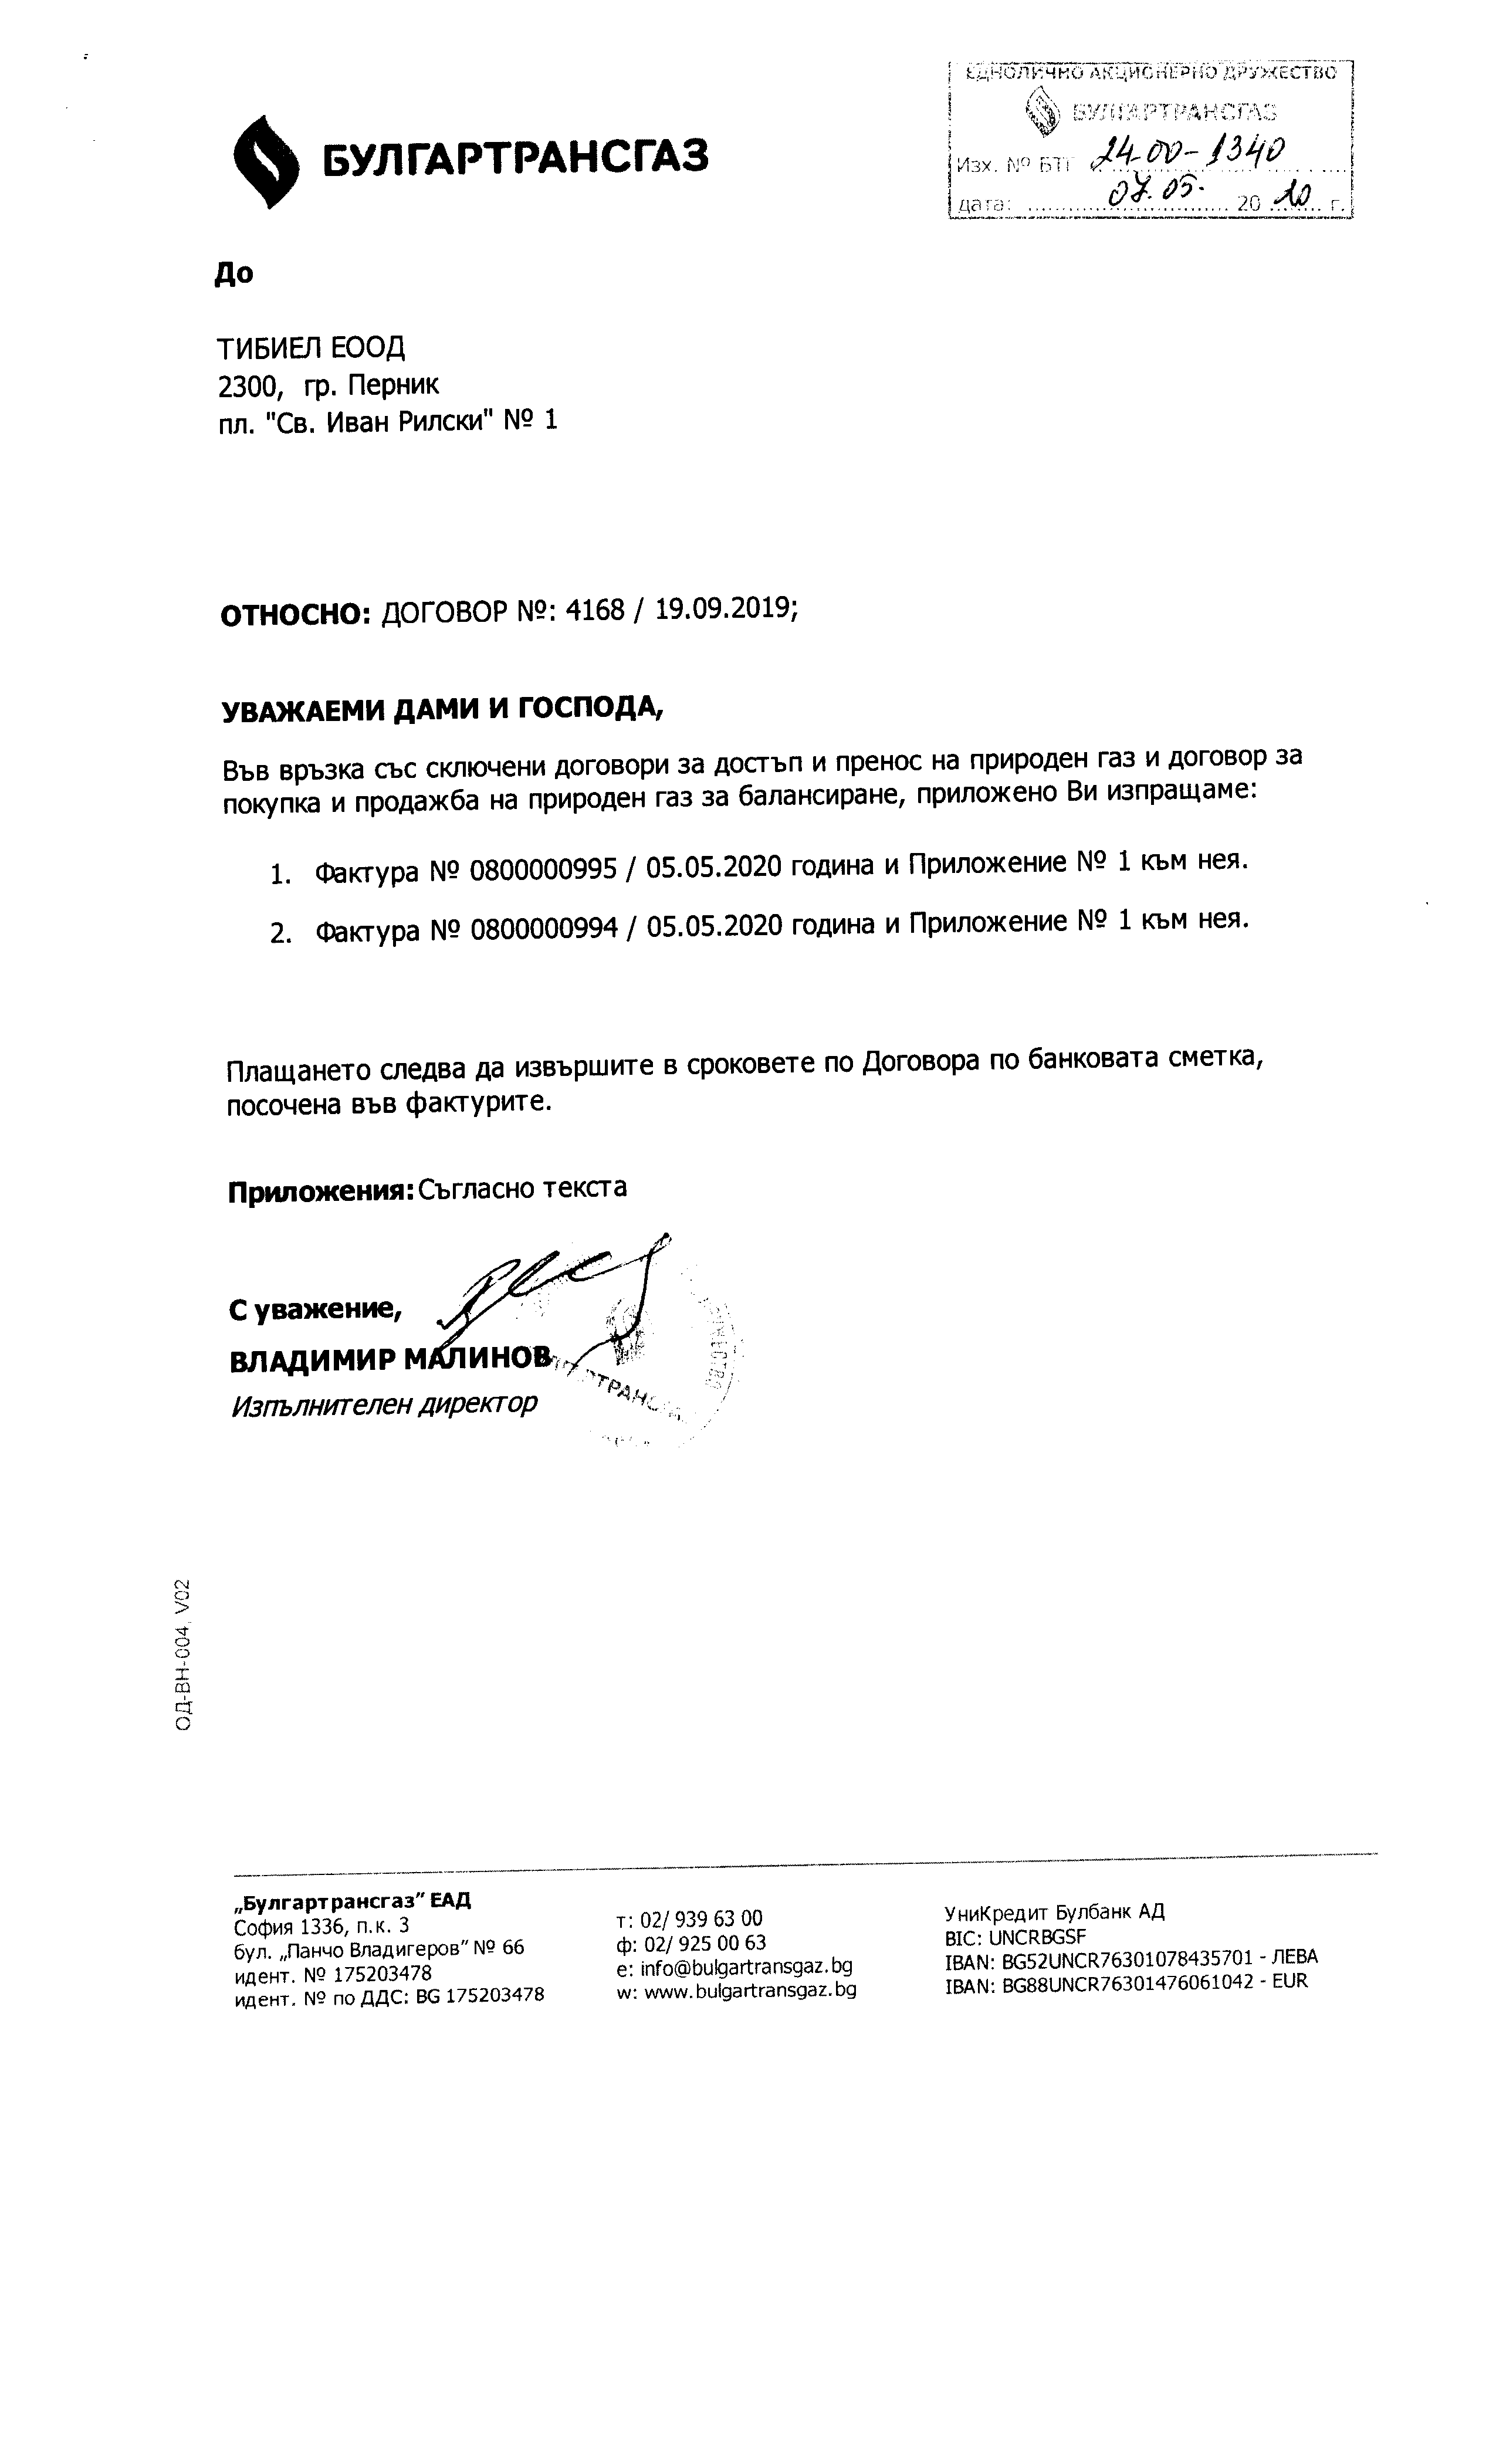 ЕДНОЛИЧНО АКЦИОНЕРНО ДРУЖЕСТВО
БУЛГАРТРАНСГАЗ
Изх. № БТГ 24-00-1340
дата: 07.05. 2020 г.
БУЛГАРТРАНСГАЗ
До
ТИБИЕЛ ЕООД
2300, гр. Перник
пл. "Св. Иван Рилски" № 1
ОТНОСНО: ДОГОВОР №: 4168 / 19.09.2019;
УВАЖАЕМИ ДАМИ И ГОСПОДА,
Във връзка със сключени договори за достъп и пренос на природен газ и договор за
покупка и продажба на природен газ за балансиране, приложено Ви изпращаме:
1. Фактура № 0800000995 / 05.05.2020 година и Приложение № 1 към нея.
2. Фактура № 0800000994 / 05.05.2020 година и Приложение № 1 към нея.
Плащането следва да извършите в сроковете по Договора по банковата сметка,
посочена във фактурите.
Приложения: Съгласно текста
С уважение,
ВЛАДИМИР МАЛИНОВ
Изпълнителен директор
ОД-ВН-004, V02
„Булгартрансгаз" ЕАД
София 1336, п.к. 3
бул. „Панчо Владигеров" № 66
идент. № 175203478
идент. № по ДДС: BG 175203478
т: 02/ 939 63 00
ф: 02/ 925 00 63
е: info@bulgartransgaz.bg
w: www.bulgartransgaz.bg
УниКредит Булбанк АД
BIC: UNCRBGSF
IBAN: BG52UNCR76301078435701 - ЛЕВА
IBAN: BG88UNCR76301476061042 - EUR